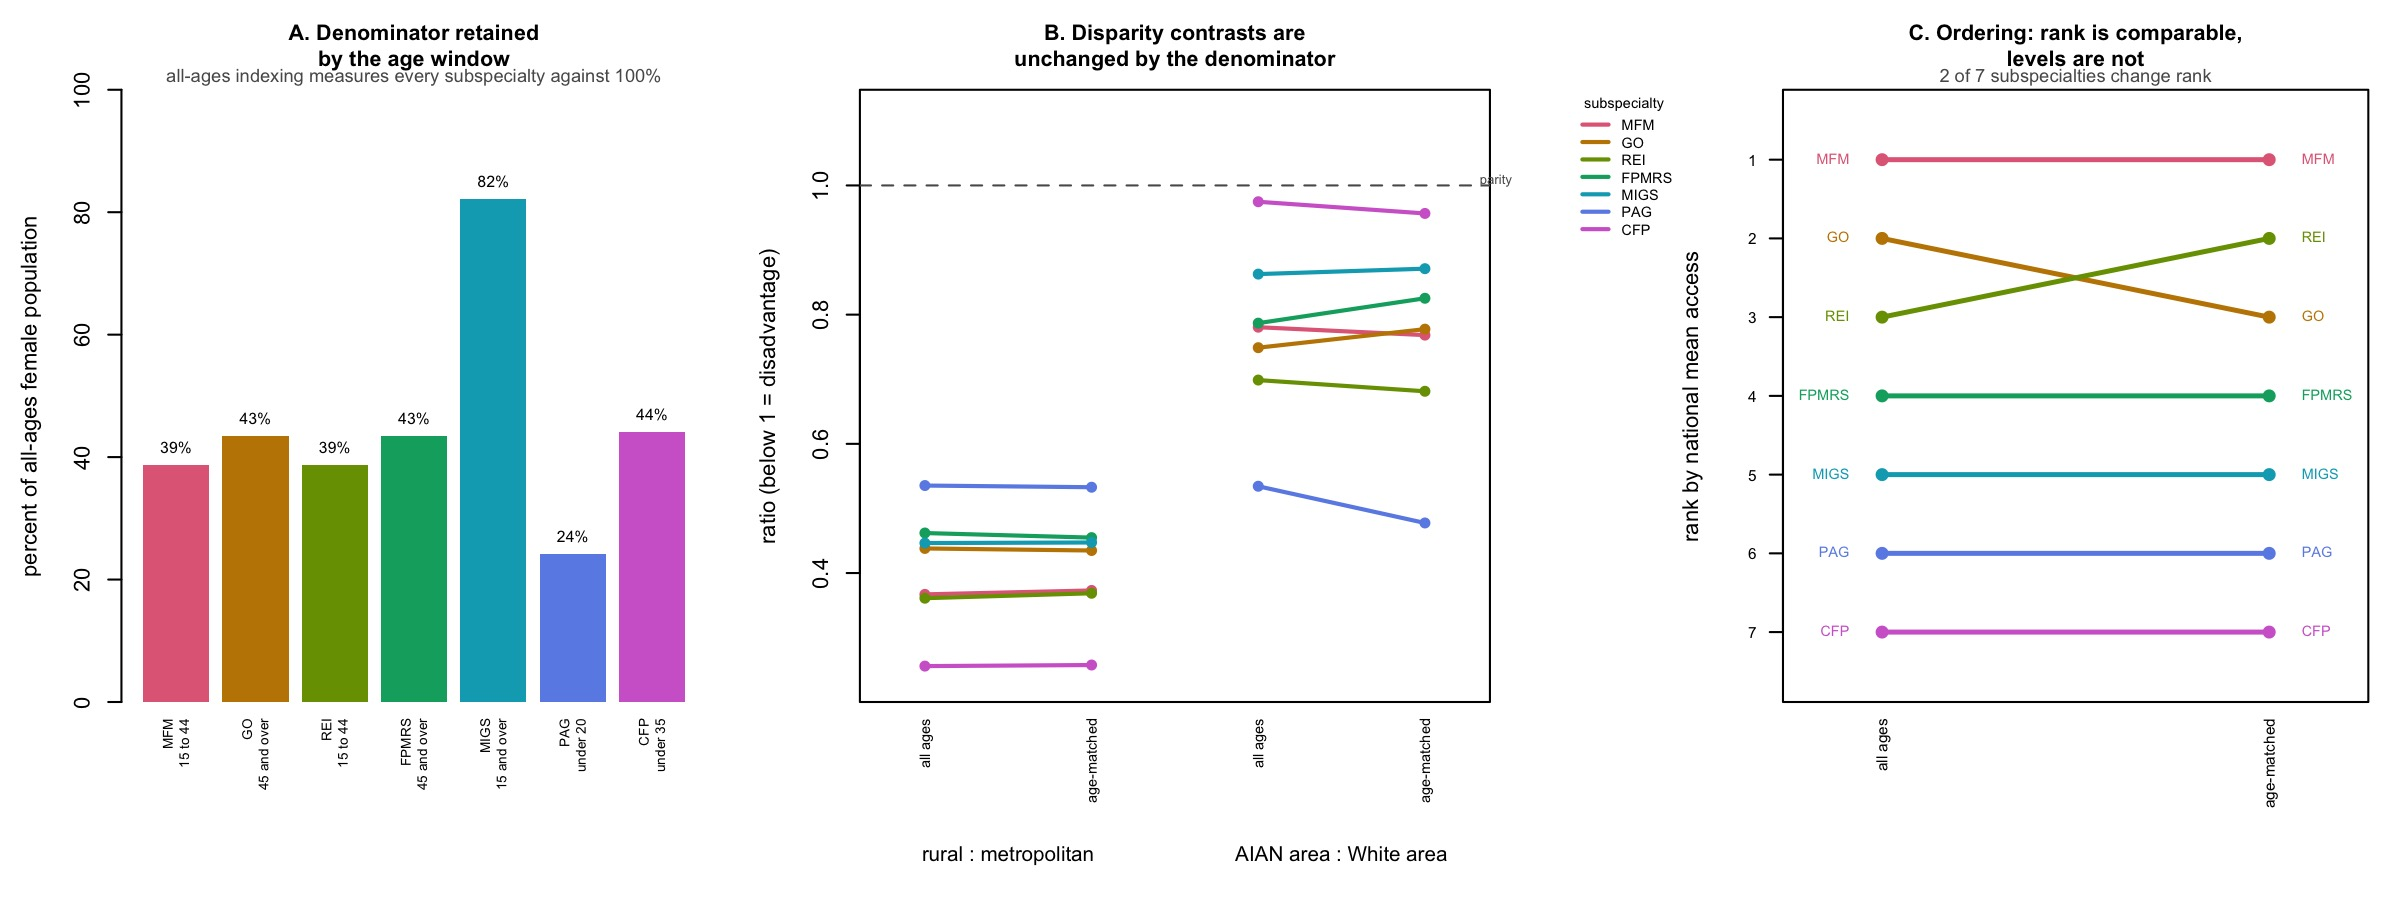 A. Denominator retained
by the age window
all-ages indexing measures every subspecialty against 100%
percent of all-ages female population
100
80
60
40
20
0
39%
43%
39%
43%
82%
24%
44%
MFM
15 to 44
GO
45 and over
REI
15 to 44
FPMRS
45 and over
MIGS
15 and over
PAG
under 20
CFP
under 35
B. Disparity contrasts are
unchanged by the denominator
ratio (below 1 = disadvantage)
1.0
0.8
0.6
0.4
parity
all ages
age-matched
all ages
age-matched
rural : metropolitan
AIAN area : White area
subspecialty
MFM
GO
REI
FPMRS
MIGS
PAG
CFP
C. Ordering: rank is comparable,
levels are not
2 of 7 subspecialties change rank
rank by national mean access
1
2
3
4
5
6
7
MFM
GO
REI
FPMRS
MIGS
PAG
CFP
MFM
REI
GO
FPMRS
MIGS
PAG
CFP
all ages
age-matched